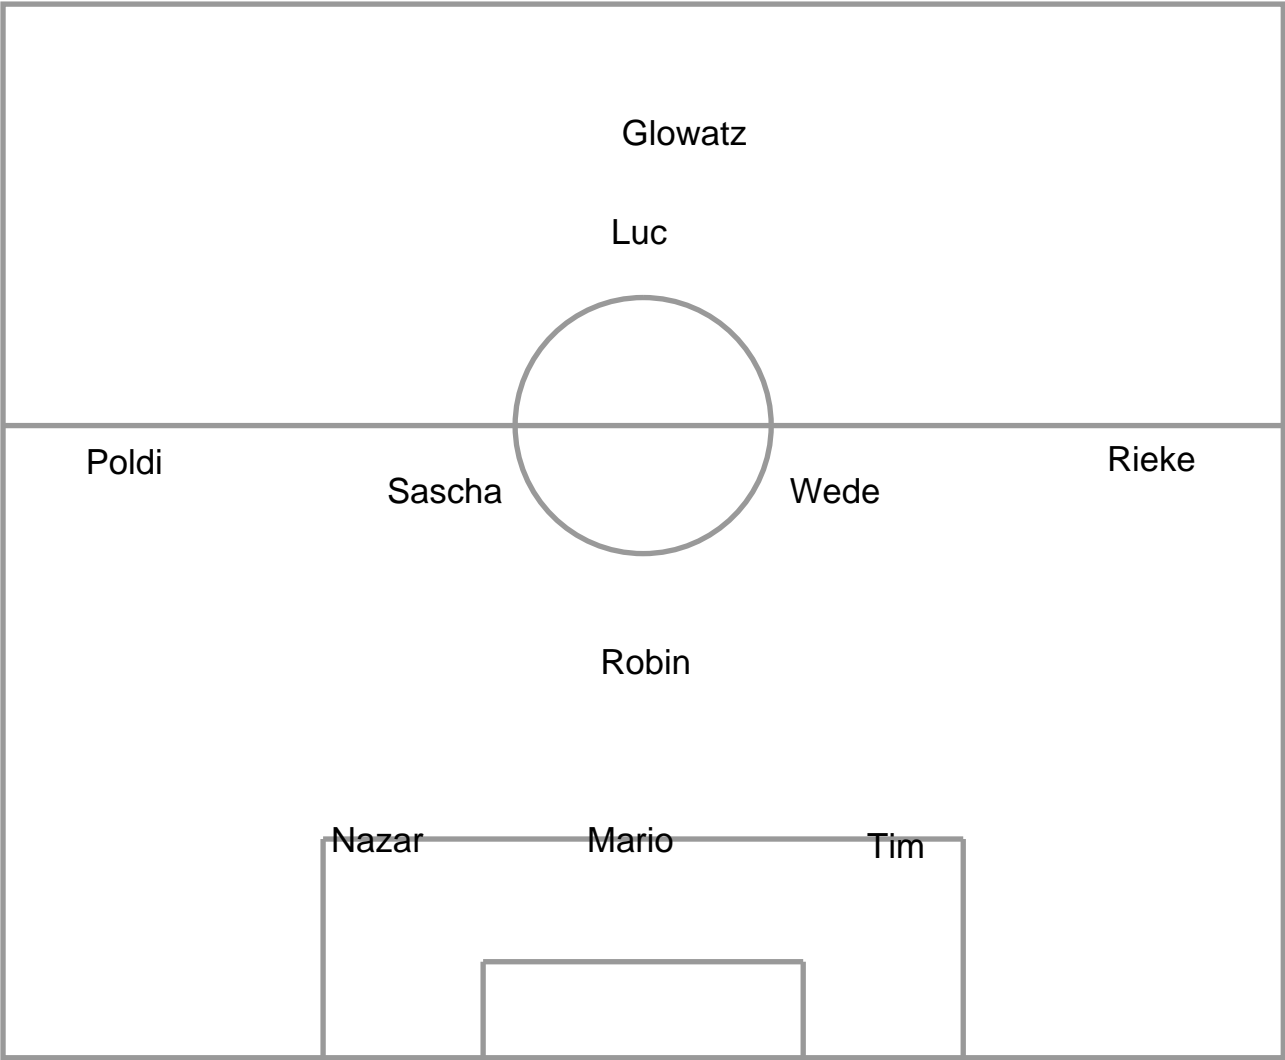 Glowatz
Luc
Poldi
Rieke
Sascha
Wede
Robin
Nazar
Mario
Tim